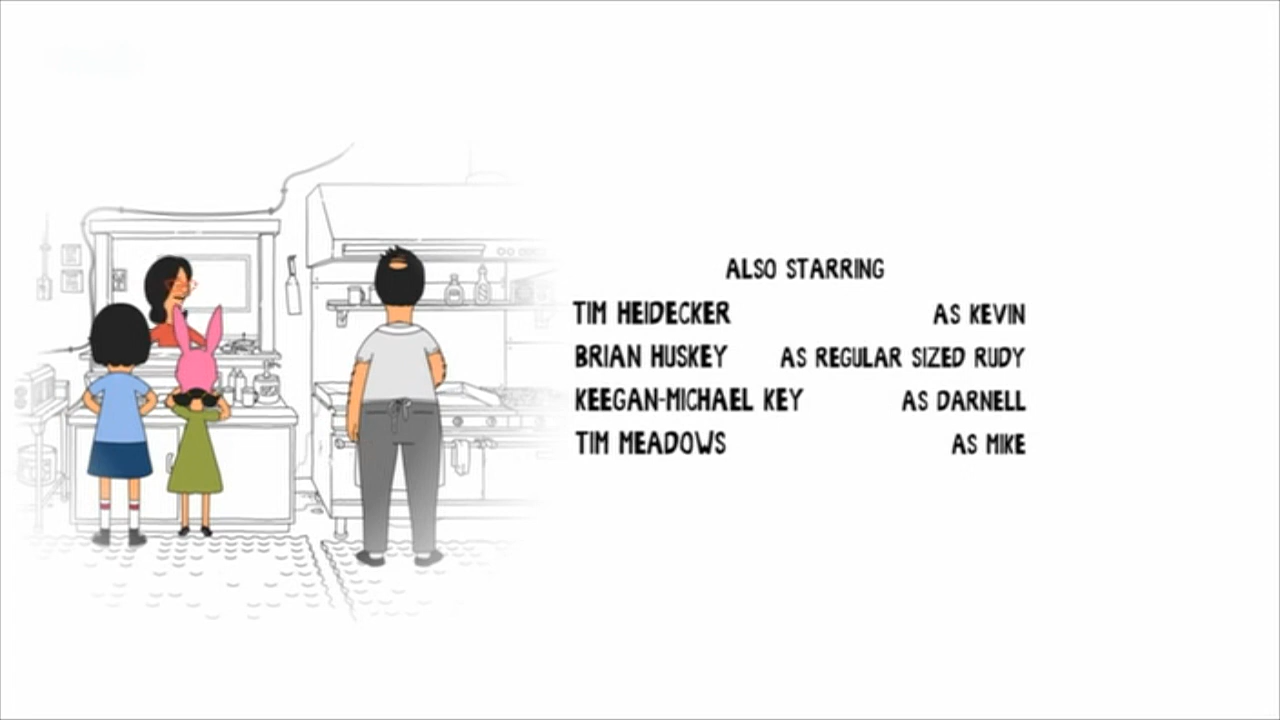 ALSO STARRING
TIM HEIDECKER AS KEVIN
BRIAN HUSKEY AS REGULAR SIZED RUDY
KEEGAN-MICHAEL KEY AS DARNELL
TIM MEADOWS AS MIKE